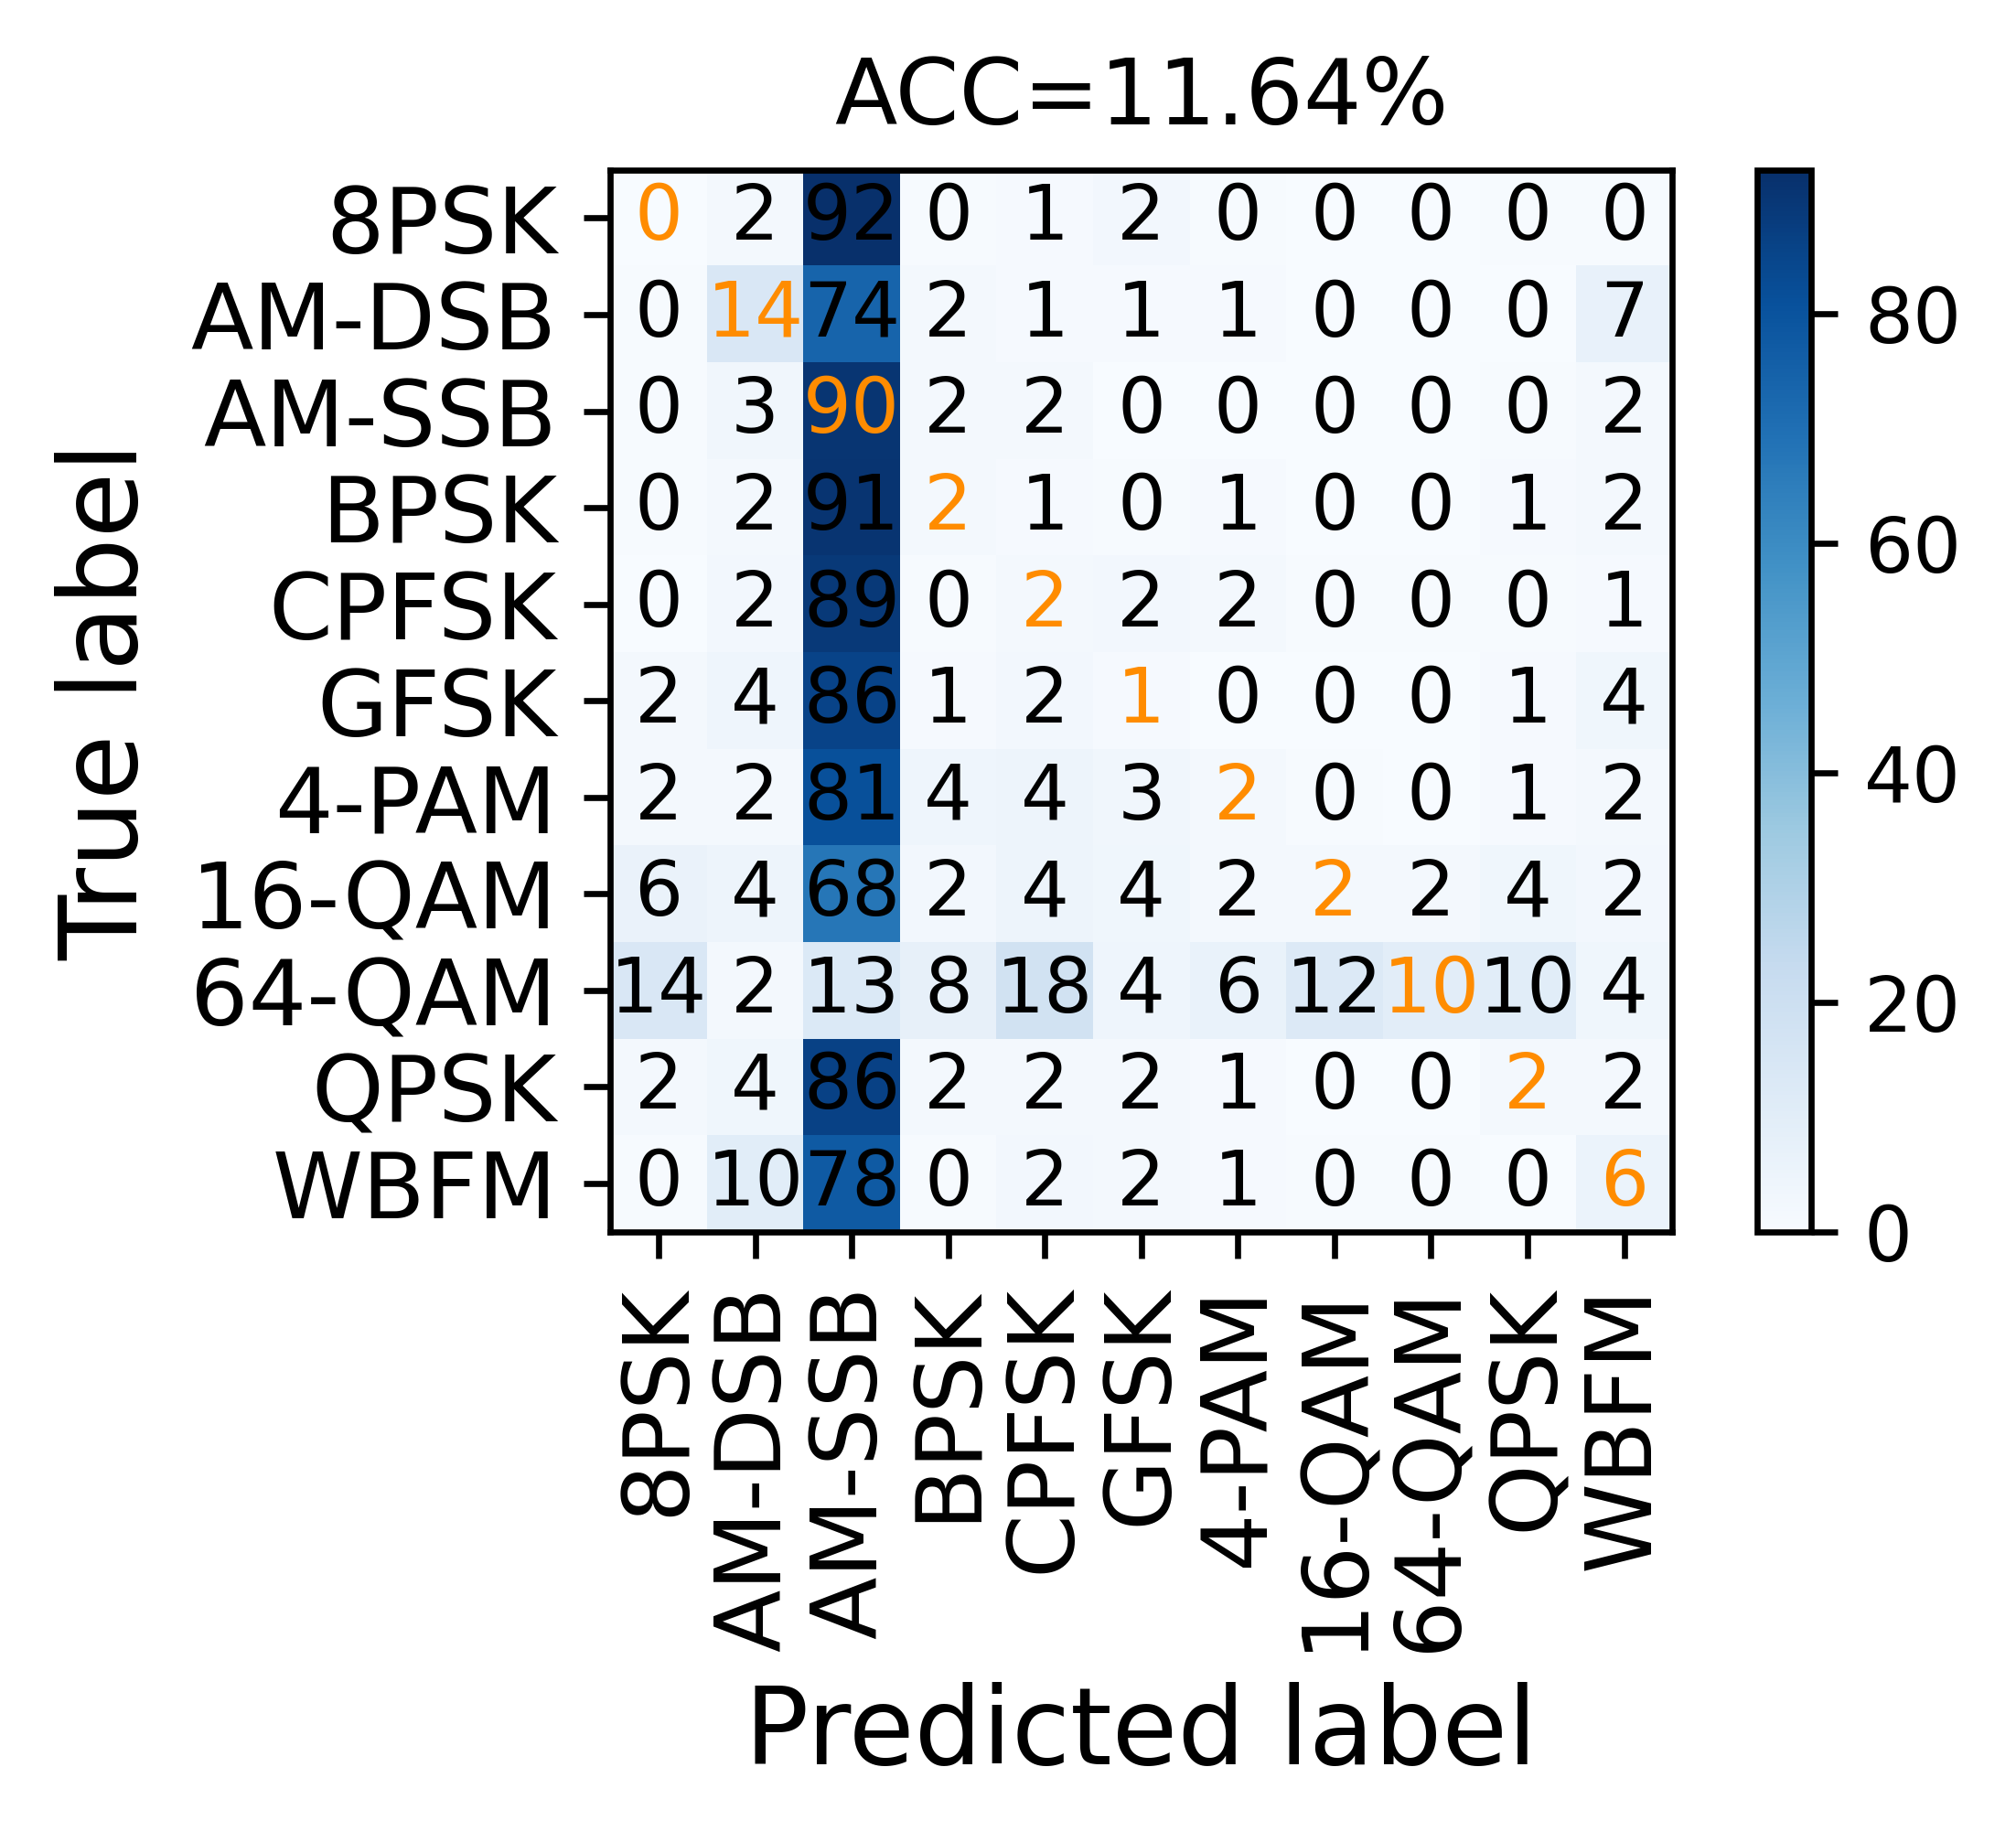 ACC=11.64%
True label
8PSK 0 2 92 0 1 2 0 0 0 0 0
AM-DSB 0 14 74 2 1 1 1 0 0 0 7
AM-SSB 0 3 90 2 2 0 0 0 0 0 2
BPSK 0 2 91 2 1 0 1 0 0 1 2
CPFSK 0 2 89 0 2 2 2 0 0 0 1
GFSK 2 4 86 1 2 1 0 0 0 1 4
4-PAM 2 2 81 4 4 3 2 0 0 1 2
16-QAM 6 4 68 2 4 4 2 2 2 4 2
64-QAM 14 2 13 8 18 4 6 12 10 10 4
QPSK 2 4 86 2 2 2 1 0 0 2 2
WBFM 0 10 78 0 2 2 1 0 0 0 6
8PSK AM-DSB AM-SSB BPSK CPFSK GFSK 4-PAM 16-QAM 64-QAM QPSK WBFM
Predicted label
80
60
40
20
0